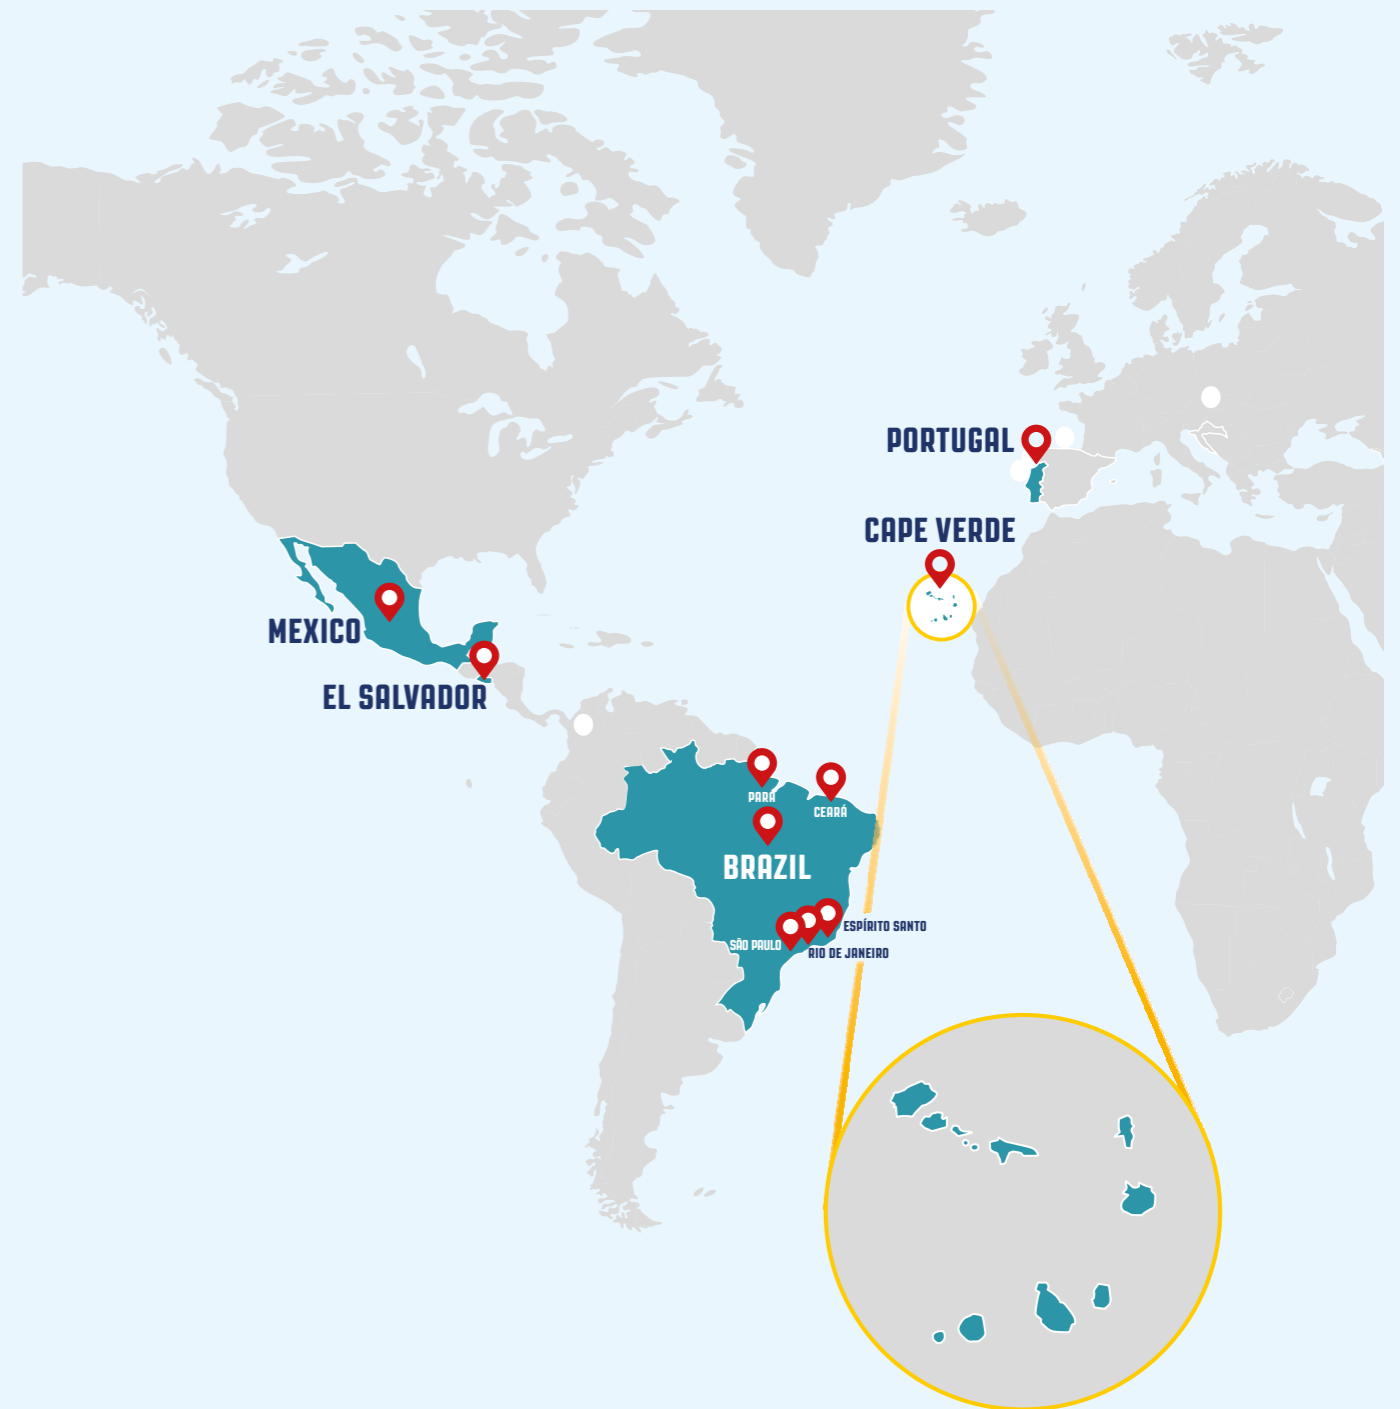 PORTUGAL
CAPE VERDE
MEXICO
EL SALVADOR
PARÁ
CEARÁ
BRAZIL
ESPÍRITO SANTO
SÃO PAULO
RIO DE JANEIRO